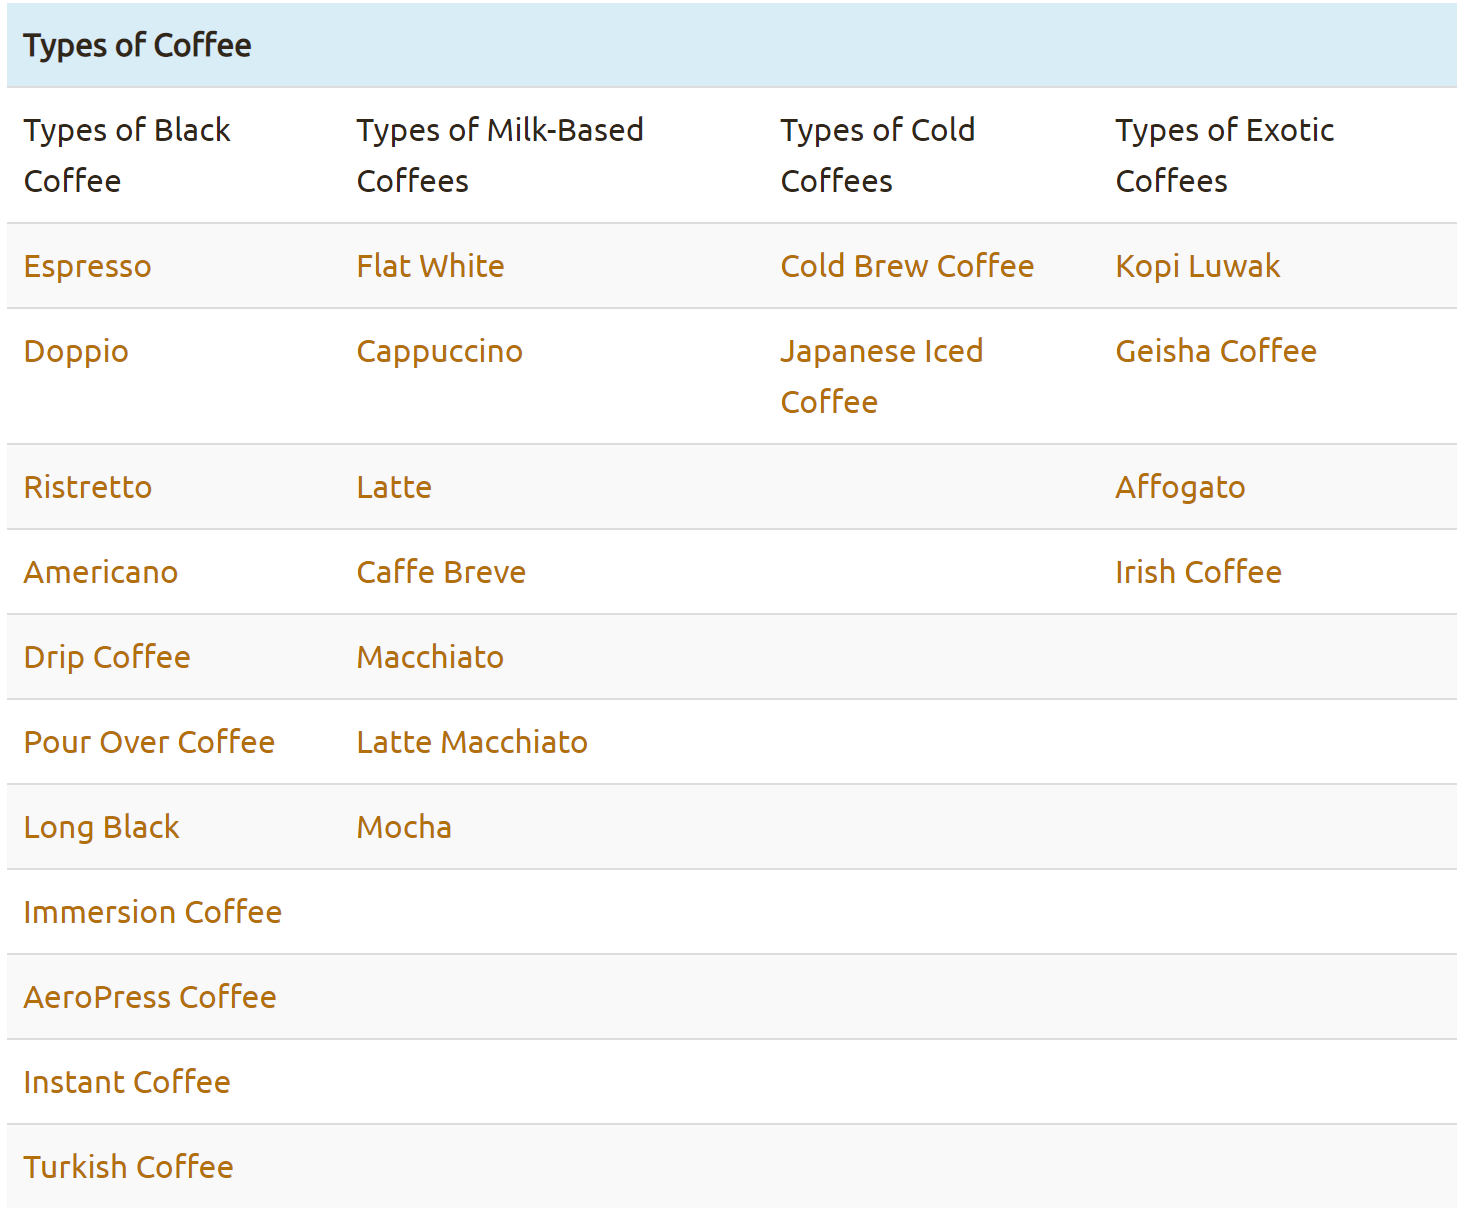 Types of Coffee
Types of Black Coffee	Types of Milk-Based Coffees	Types of Cold Coffees	Types of Exotic Coffees
Espresso	Flat White	Cold Brew Coffee	Kopi Luwak
Doppio	Cappuccino	Japanese Iced Coffee	Geisha Coffee
Ristretto	Latte		Affogato
Americano	Caffe Breve		Irish Coffee
Drip Coffee	Macchiato
Pour Over Coffee	Latte Macchiato
Long Black	Mocha
Immersion Coffee
AeroPress Coffee
Instant Coffee
Turkish Coffee